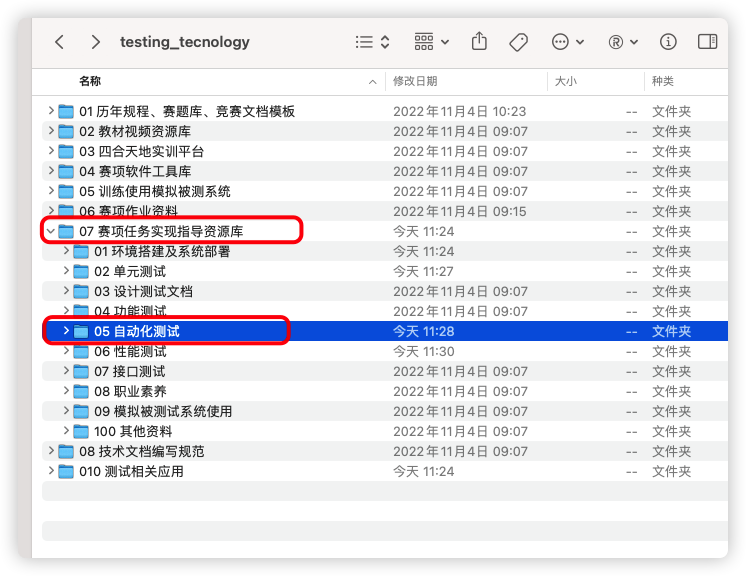 testing_tecnology
名称 修改日期 大小 种类
01 历年规程、赛题库、竞赛文档模板 2022年11月4日 10:23 -- 文件夹
02 教材视频资源库 2022年11月4日 09:07 -- 文件夹
03 四合天地实训平台 2022年11月4日 09:07 -- 文件夹
04 赛项软件工具库 2022年11月4日 09:07 -- 文件夹
05 训练使用模拟被测系统 2022年11月4日 09:07 -- 文件夹
06 赛项作业资料 2022年11月4日 09:15 -- 文件夹
07 赛项任务实现指导资源库 今天 11:24 -- 文件夹
01 环境搭建及系统部署 今天 11:24 -- 文件夹
02 单元测试 今天 11:27 -- 文件夹
03 设计测试文档 2022年11月4日 09:07 -- 文件夹
04 功能测试 2022年11月4日 09:07 -- 文件夹
05 自动化测试 今天 11:28 -- 文件夹
06 性能测试 今天 11:30 -- 文件夹
07 接口测试 2022年11月4日 09:07 -- 文件夹
08 职业素养 2022年11月4日 09:07 -- 文件夹
09 模拟被测试系统使用 2022年11月4日 09:07 -- 文件夹
100 其他资料 2022年11月4日 09:07 -- 文件夹
08 技术文档编写规范 2022年11月4日 09:07 -- 文件夹
010 测试相关应用 今天 11:24 -- 文件夹